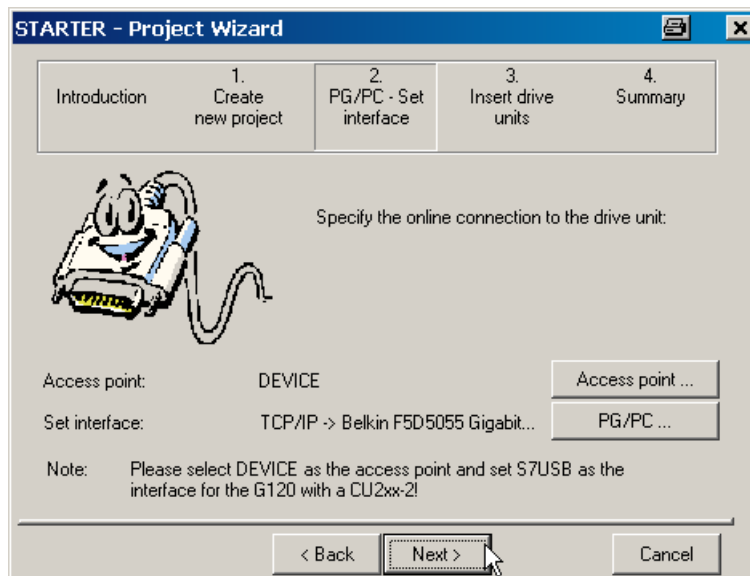 STARTER - Project Wizard
Introduction
1.
Create
new project
2.
PG/PC - Set
interface
3.
Insert drive
units
4.
Summary
Specify the online connection to the drive unit:
Access point: DEVICE Access point ...
Set interface: TCP/IP -> Belkin F5D5055 Gigabit... PG/PC ...
Note: Please select DEVICE as the access point and set S7USB as the
interface for the G120 with a CU2xx-2!
< Back Next > Cancel